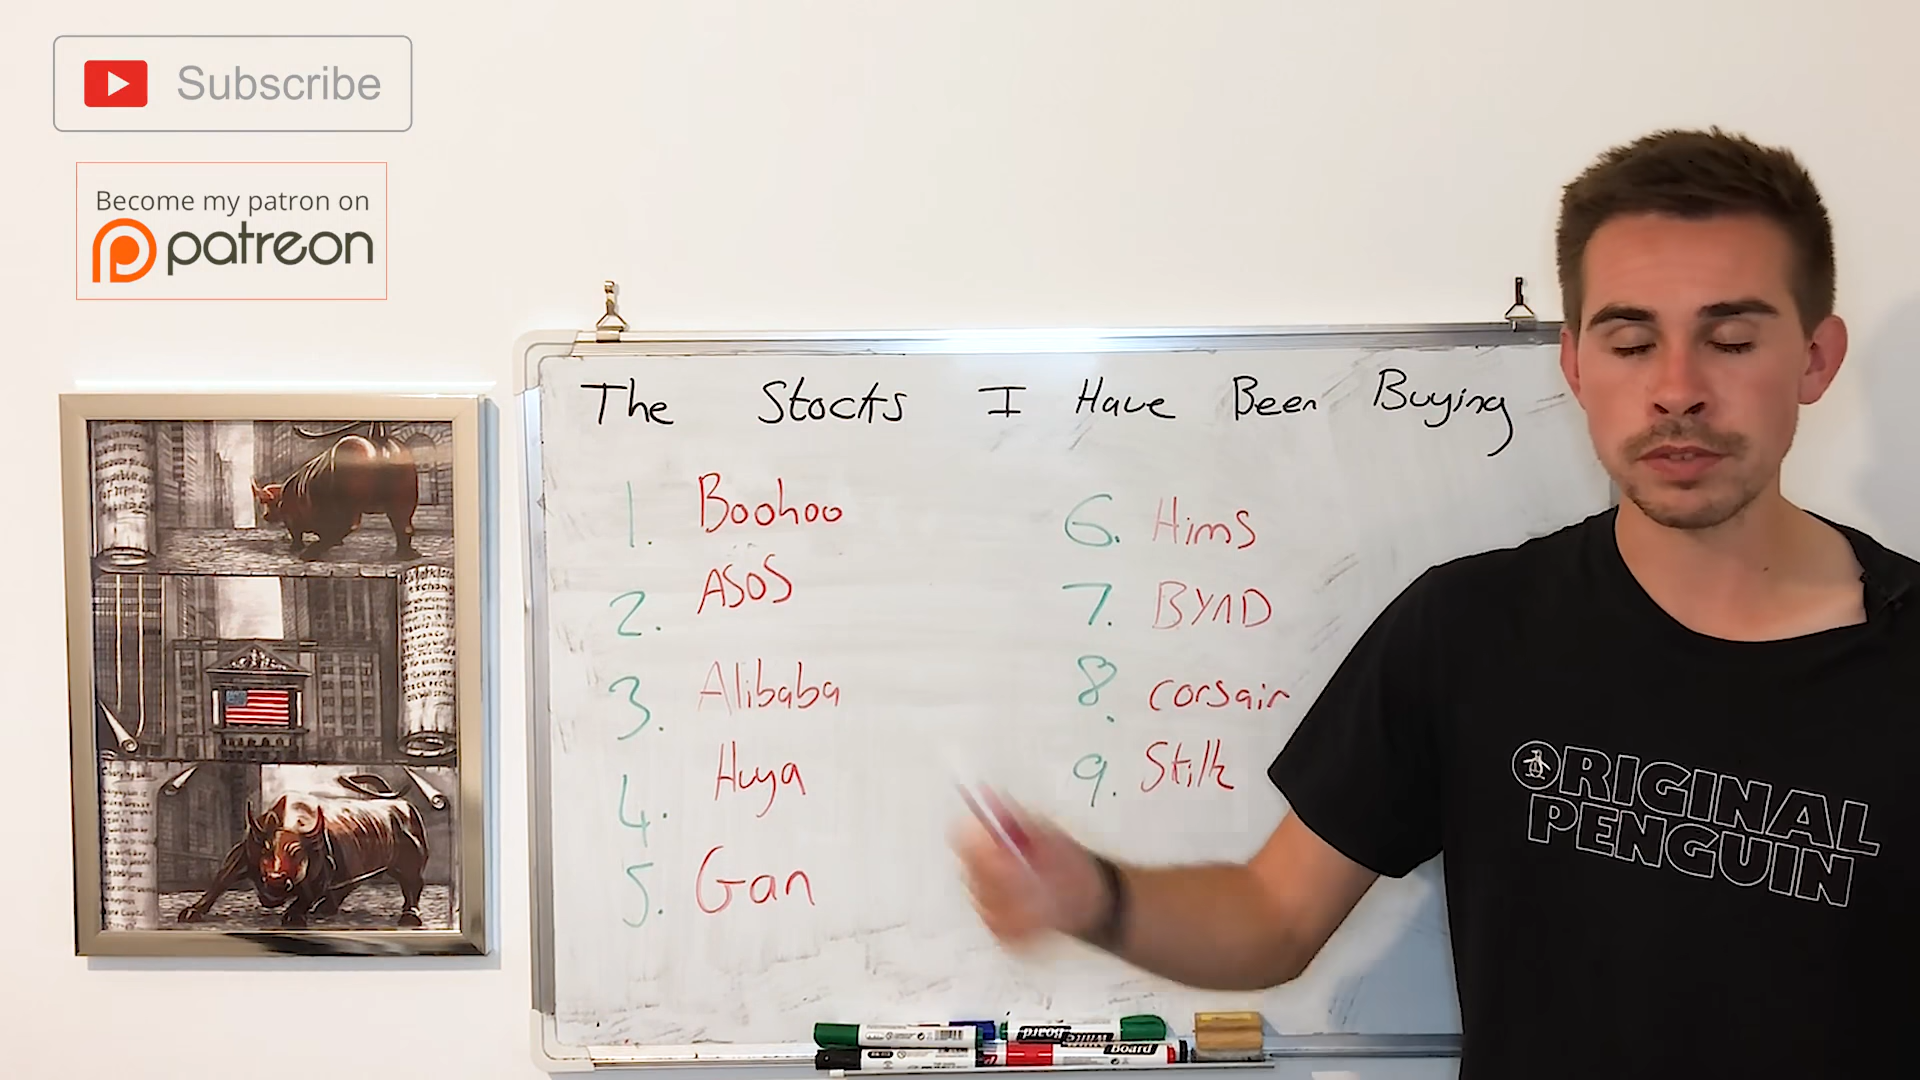 Subscribe
Become my patron on
patreon
The Stocks I Have Been Buying
1. Boohoo
2. ASOS
3. Alibaba
4. Huya
5. Gan
6. Hims
7. BYND
8. corsair
9. Stilk
ORIGINAL
PENGUIN
Board